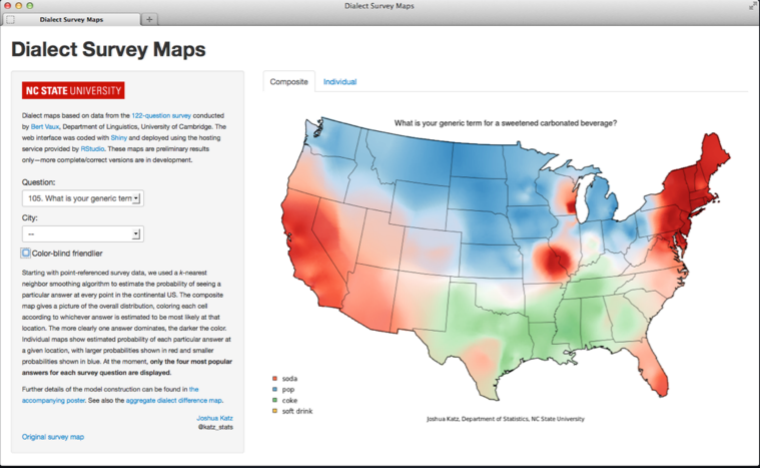 Dialect Survey Maps
Dialect Survey Maps
+
Dialect Survey Maps
NC STATE UNIVERSITY
Dialect maps based on data from the 122-question survey conducted
by Bert Vaux, Department of Linguistics, University of Cambridge. The
web interface was coded with Shiny and deployed using the hosting
service provided by RStudio. These maps are preliminary results
only—more complete/correct versions are in development.
Question:
105. What is your generic term
City:
--
Color-blind friendlier
Starting with point-referenced survey data, we used a k-nearest
neighbor smoothing algorithm to estimate the probability of seeing a
particular answer at every point in the continental US. The composite
map gives a picture of the overall distribution, coloring each cell
according to whichever answer is estimated to be most likely at that
location. The more clearly one answer dominates, the darker the color.
Individual maps show estimated probability of each particular answer at
a given location, with larger probabilities shown in red and smaller
probabilities shown in blue. At the moment, only the four most popular
answers for each survey question are displayed.
Further details of the model construction can be found in the
accompanying poster. See also the aggregate dialect difference map.
Joshua Katz
@katz_stats
Original survey map
Composite
Individual
What is your generic term for a sweetened carbonated beverage?
soda
pop
coke
soft drink
Joshua Katz, Department of Statistics, NC State University